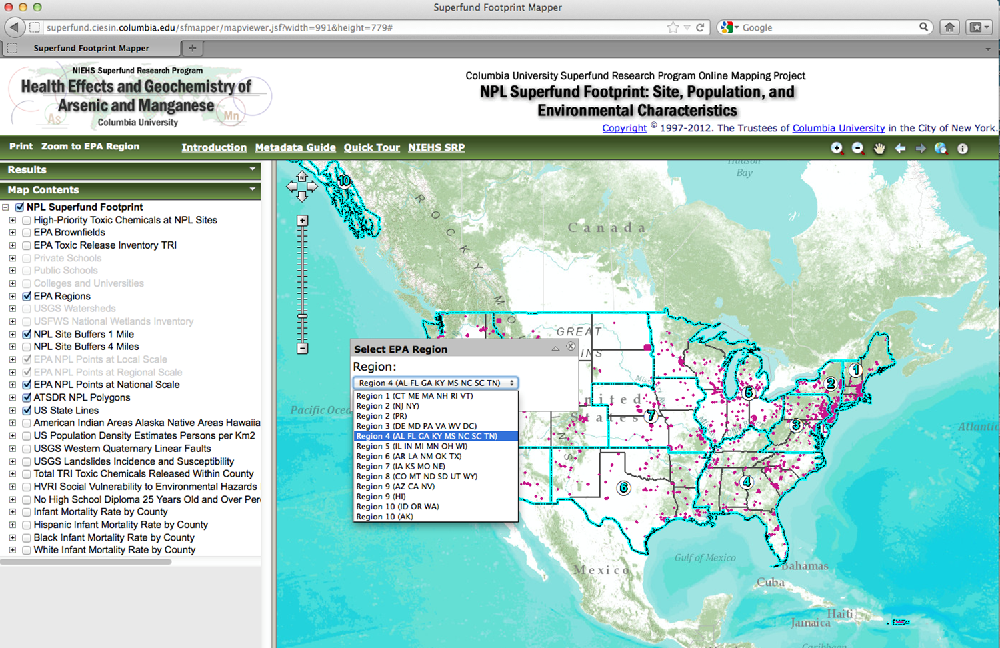 Superfund Footprint Mapper
superfund.ciesin.columbia.edu/sfmapper/mapviewer.jsf?width=991&height=779#
Google
Superfund Footprint Mapper
NIEHS Superfund Research Program
Health Effects and Geochemistry of
Arsenic and Manganese
As
Mn
Columbia University
Columbia University Superfund Research Program Online Mapping Project
NPL Superfund Footprint: Site, Population, and
Environmental Characteristics
Copyright © 1997-2012. The Trustees of Columbia University in the City of New York.
Print Zoom to EPA Region Introduction Metadata Guide Quick Tour NIEHS SRP
Results
Map Contents
NPL Superfund Footprint
High-Priority Toxic Chemicals at NPL Sites
EPA Brownfields
EPA Toxic Release Inventory TRI
Private Schools
Public Schools
Colleges and Universities
EPA Regions
USGS Watersheds
USFWS National Wetlands Inventory
NPL Site Buffers 1 Mile
NPL Site Buffers 4 Miles
EPA NPL Points at Local Scale
EPA NPL Points at Regional Scale
EPA NPL Points at National Scale
ATSDR NPL Polygons
US State Lines
American Indian Areas Alaska Native Areas Hawaiia
US Population Density Estimates Persons per Km2
USGS Western Quaternary Linear Faults
USGS Landslides Incidence and Susceptibility
Total TRI Toxic Chemicals Released Within County
HVRI Social Vulnerability to Environmental Hazards
No High School Diploma 25 Years Old and Over Per
Infant Mortality Rate by County
Hispanic Infant Mortality Rate by County
Black Infant Mortality Rate by County
White Infant Mortality Rate by County
N
10
Hudson
Bay
Canada
ROCKY MO
GREAT
INS
Select EPA Region
Region:
Region 4 (AL FL GA KY MS NC SC TN)
Region 1 (CT ME MA NH RI VT)
Region 2 (NJ NY)
Region 2 (PR)
Region 3 (DE MD PA VA WV DC)
Region 4 (AL FL GA KY MS NC SC TN)
Region 5 (IL IN MI MN OH WI)
Region 6 (AR LA NM OK TX)
Region 7 (IA KS MO NE)
Region 8 (CO MT ND SD UT WY)
Region 9 (AZ CA NV)
Region 9 (HI)
Region 10 (ID OR WA)
Region 10 (AK)
1
2
5
nited
States
7
3
4
6
NS
Pacific Ocea
Atlantic
Gulf of Mexico
Mexico
Bahamas
Cuba
Haiti
Jamaica
Caribbean